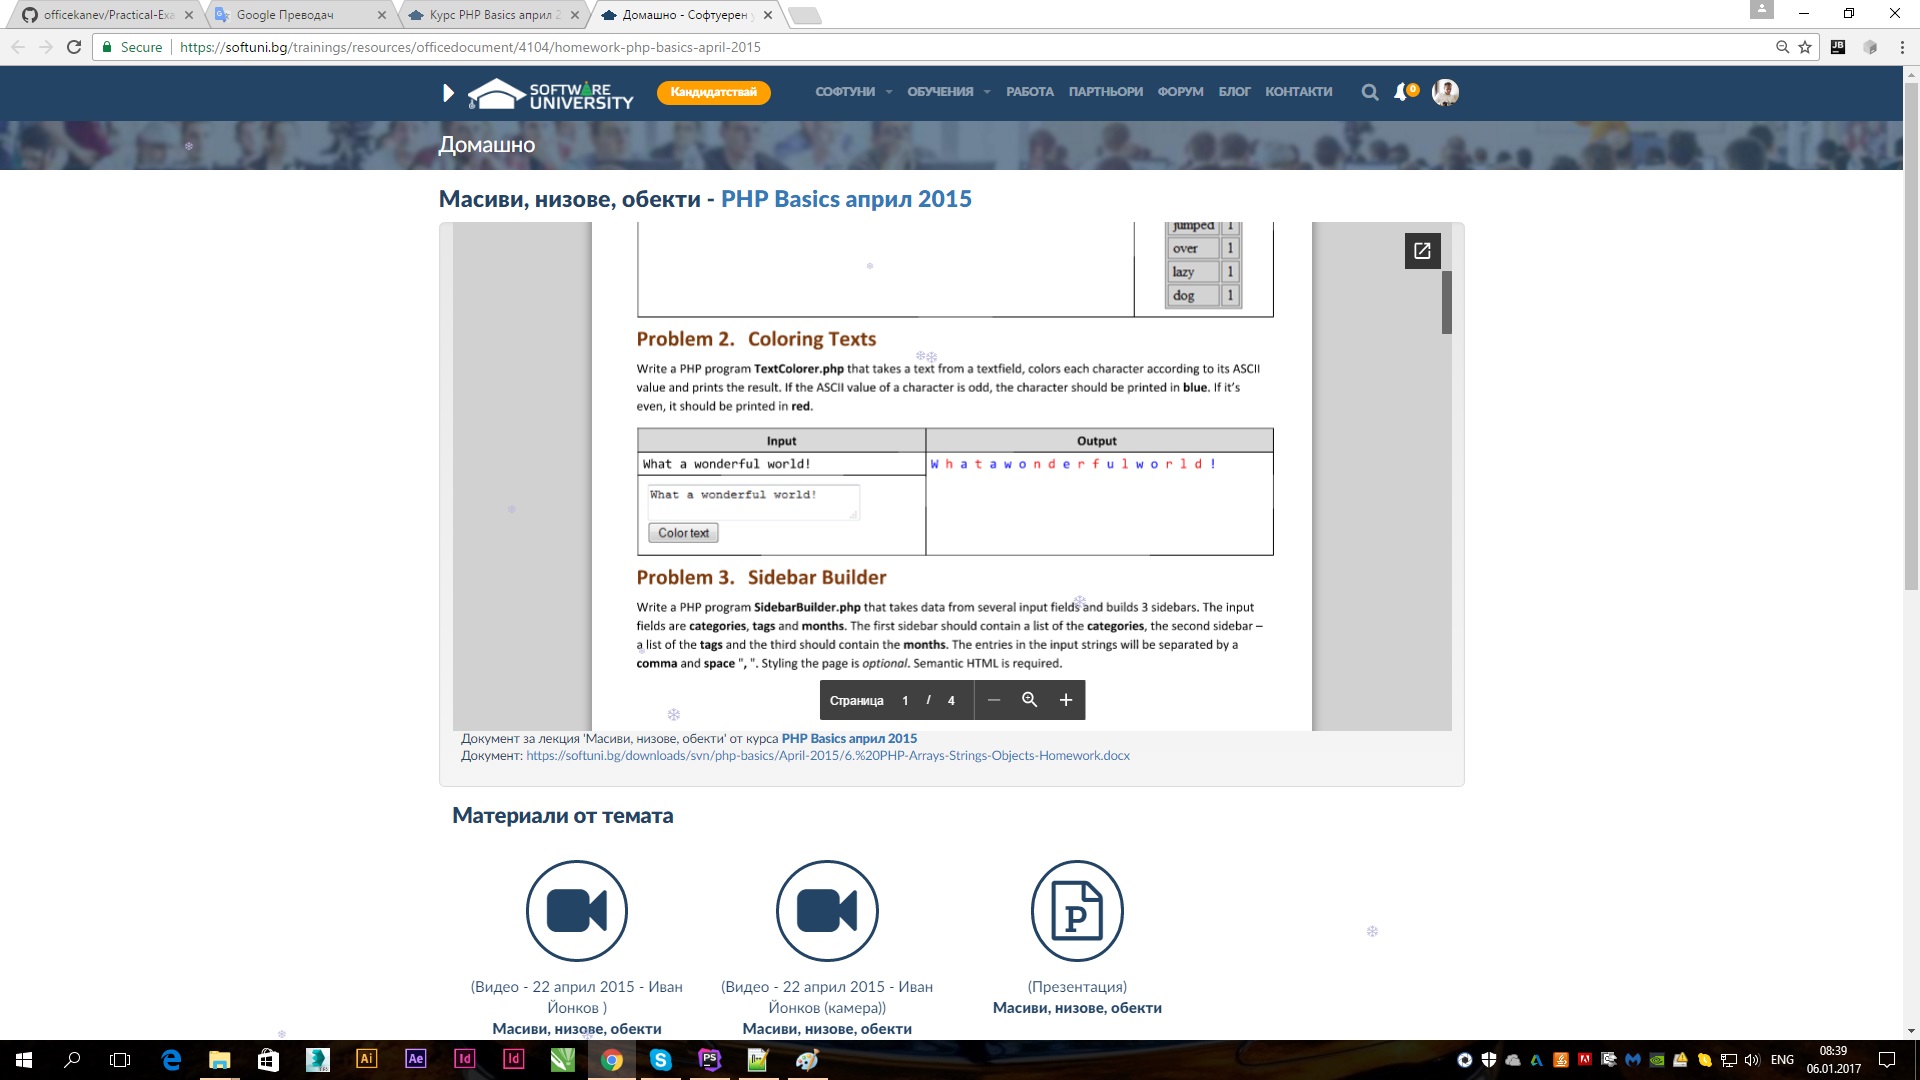 officekanev/Practical-Exa
Google Преводач
Курс PHP Basics април 2
Домашно - Софтуерен у
Secure
https://softuni.bg/trainings/resources/officedocument/4104/homework-php-basics-april-2015
JB
SOFTWARE
UNIVERSITY
Кандидатствай
СОФТУНИ
ОБУЧЕНИЯ
РАБОТА
ПАРТНЬОРИ
ФОРУМ
БЛОГ
КОНТАКТИ
0
Домашно
Масиви, низове, обекти - PHP Basics април 2015
jumped 1
over 1
lazy 1
dog 1
Problem 2. Coloring Texts
Write a PHP program TextColorer.php that takes a text from a textfield, colors each character according to its ASCII
value and prints the result. If the ASCII value of a character is odd, the character should be printed in blue. If it's
even, it should be printed in red.
Input
Output
What a wonderful world!
W h a t a w o n d e r f u l w o r l d !
What a wonderful world!
Color text
Problem 3. Sidebar Builder
Write a PHP program SidebarBuilder.php that takes data from several input fields and builds 3 sidebars. The input
fields are categories, tags and months. The first sidebar should contain a list of the categories, the second sidebar –
a list of the tags and the third should contain the months. The entries in the input strings will be separated by a
comma and space ", ". Styling the page is optional. Semantic HTML is required.
Страница 1 / 4
Документ за лекция 'Масиви, низове, обекти' от курса PHP Basics април 2015
Документ: https://softuni.bg/downloads/svn/php-basics/April-2015/6.%20PHP-Arrays-Strings-Objects-Homework.docx
Материали от темата
P
(Видео - 22 април 2015 - Иван
Йонков )
Масиви, низове, обекти
(Видео - 22 април 2015 - Иван
Йонков (камера))
Масиви, низове, обекти
(Презентация)
Масиви, низове, обекти
Ai
Ae
Id
Id
PS
ENG
08:39
06.01.2017